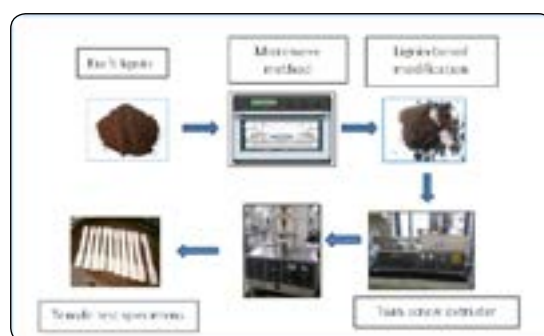 Kraft lignin
Microwave
method
Lignin-based
modification
Tensile test specimens
Twin screw extruder